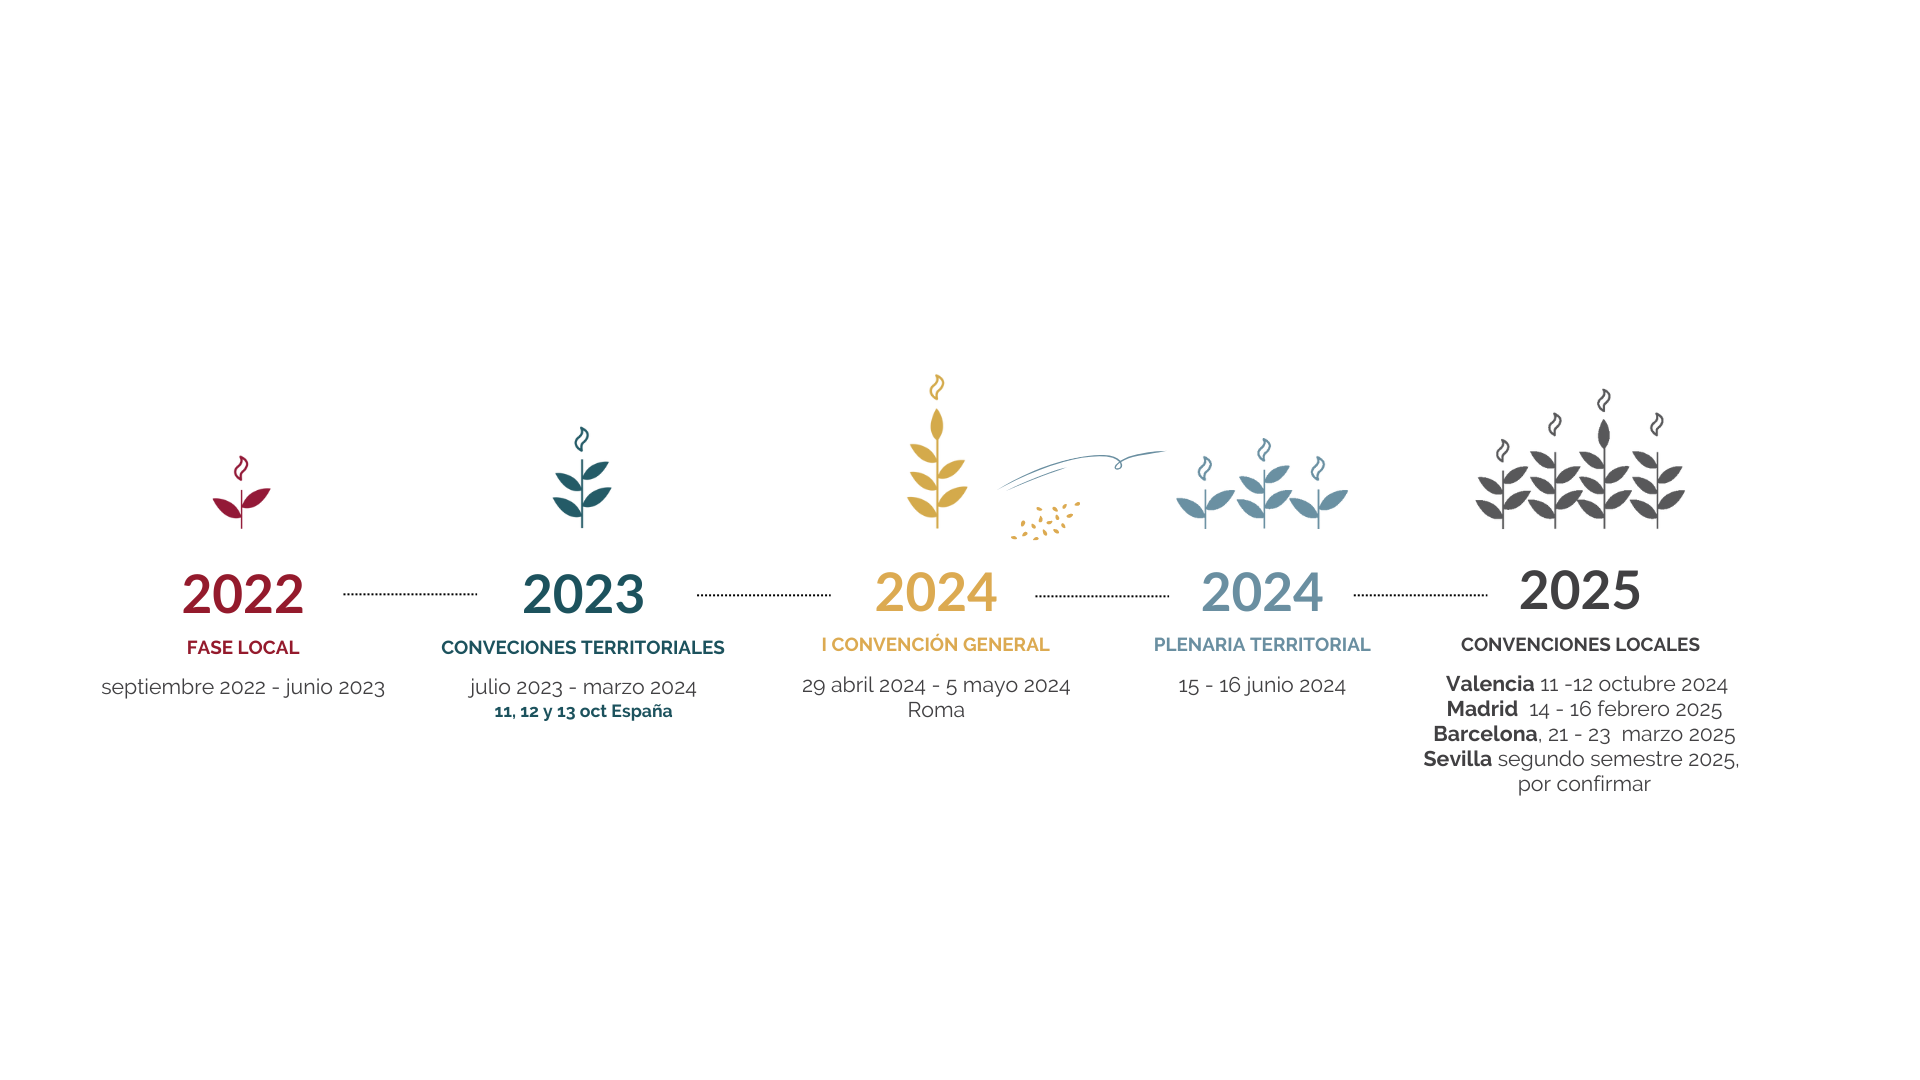 2022
FASE LOCAL
septiembre 2022 - junio 2023
2023
CONVECIONES TERRITORIALES
julio 2023 - marzo 2024
11, 12 y 13 oct España
2024
I CONVENCIÓN GENERAL
29 abril 2024 - 5 mayo 2024
Roma
2024
PLENARIA TERRITORIAL
15 - 16 junio 2024
2025
CONVENCIONES LOCALES
Valencia 11 -12 octubre 2024
Madrid 14 - 16 febrero 2025
Barcelona, 21 - 23 marzo 2025
Sevilla segundo semestre 2025,
por confirmar